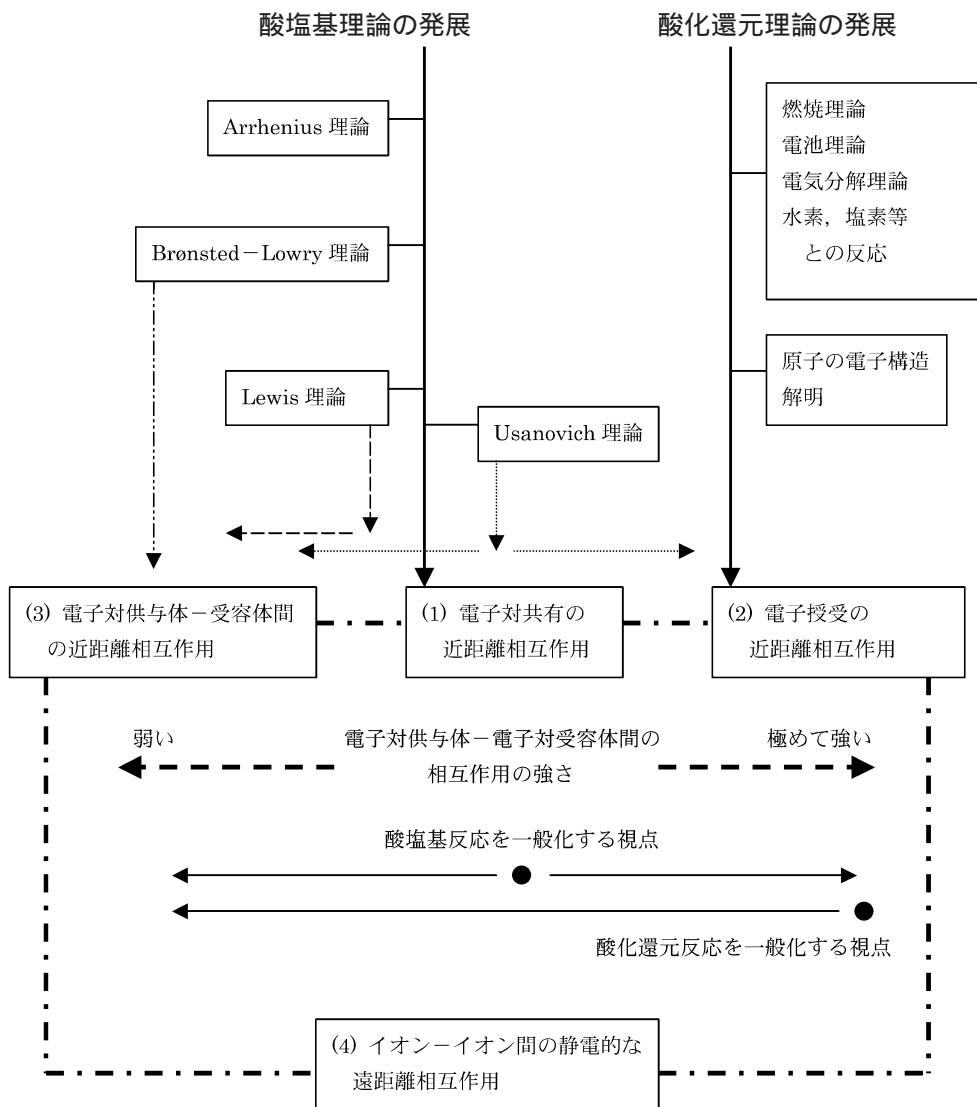 酸塩基理論の発展
酸化還元理論の発展
Arrhenius 理論
Brønsted－Lowry 理論
Lewis 理論
Usanovich 理論
燃焼理論
電池理論
電気分解理論
水素，塩素等
との反応
原子の電子構造
解明
(3) 電子対供与体－受容体間
の近距離相互作用
(1) 電子対共有の
近距離相互作用
(2) 電子授受の
近距離相互作用
弱い
電子対供与体－電子対受容体間の
相互作用の強さ
極めて強い
酸塩基反応を一般化する視点
酸化還元反応を一般化する視点
(4) イオン－イオン間の静電的な
遠距離相互作用